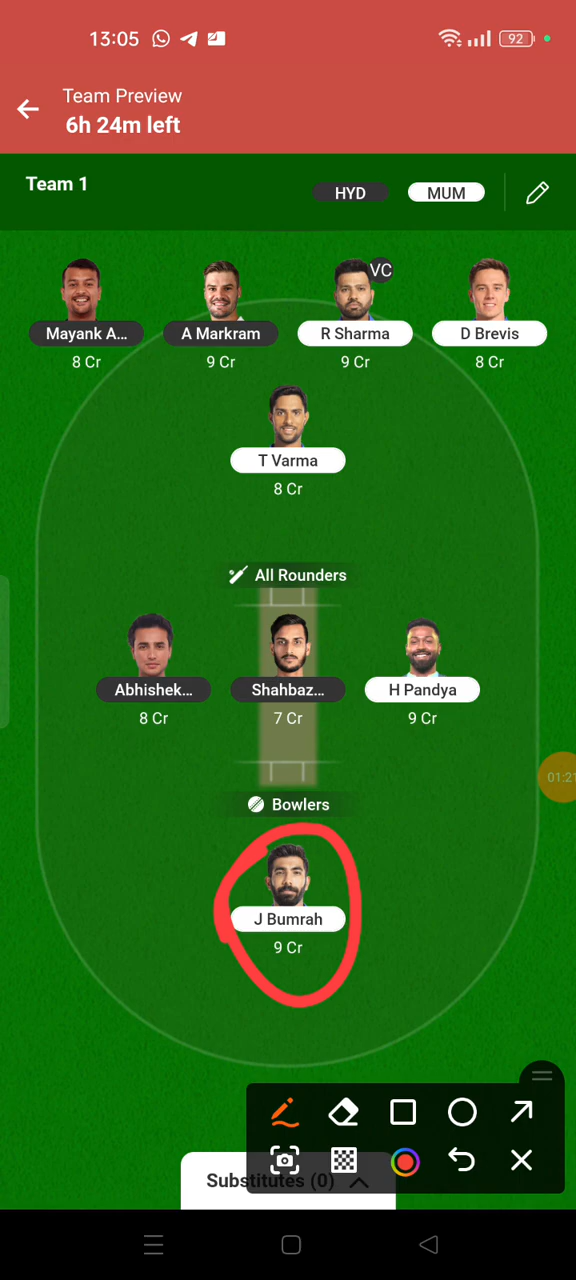 13:05
92
Team Preview
6h 24m left
Team 1
HYD MUM
VC
Mayank A... A Markram R Sharma D Brevis
8 Cr 9 Cr 9 Cr 8 Cr
T Varma
8 Cr
All Rounders
Abhishek... Shahbaz... H Pandya
8 Cr 7 Cr 9 Cr
01:21
Bowlers
J Bumrah
9 Cr
Substitutes (0)